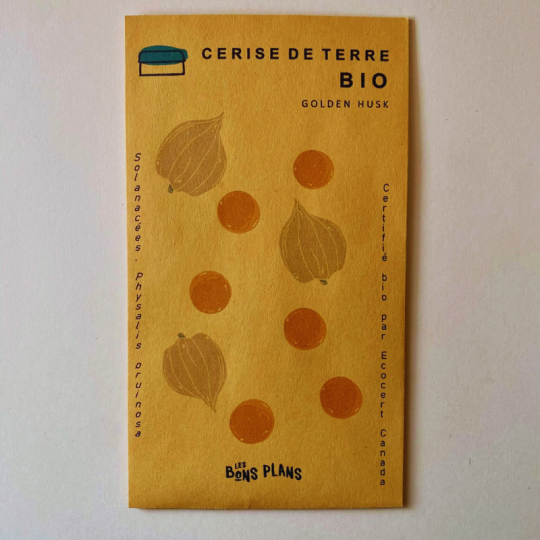 CERISE DE TERRE
BIO
GOLDEN HUSK
Solanacées . Physalis pruinosa
Certifié bio par Ecocert Canada
LES
BONS PLANS